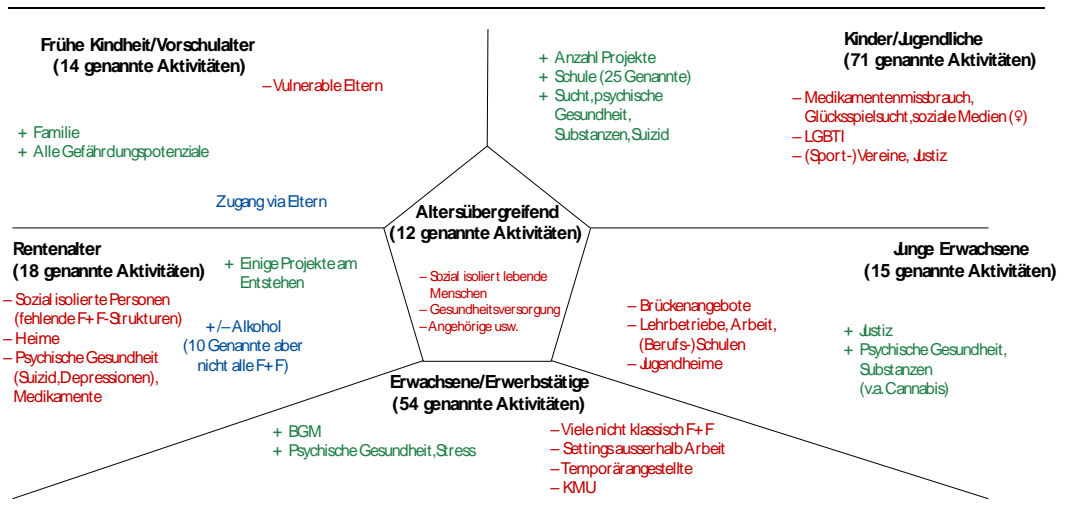 Frühe Kindheit/Vorschulalter
(14 genannte Aktivitäten)
– Vulnerable Eltern
+ Familie
+ Alle Gefährdungspotenziale
Zugang via Eltern
+ Anzahl Projekte
+ Schule (25 Genannte)
+ Sucht, psychische
Gesundheit,
Substanzen, Suizid
Kinder/Jugendliche
(71 genannte Aktivitäten)
– Medikamentenmissbrauch,
Glücksspielsucht, soziale Medien (♀)
– LGBTI
– (Sport-)Vereine, Justiz
Altersübergreifend
(12 genannte Aktivitäten)
– Sozial isoliert lebende
Menschen
– Gesundheitsversorgung
– Angehörige usw.
Rentenalter
(18 genannte Aktivitäten)
– Sozial isolierte Personen
(fehlende F+F-Strukturen)
– Heime
– Psychische Gesundheit
(Suizid, Depressionen),
Medikamente
+ Einige Projekte am
Entstehen
+/– Alkohol
(10 Genannte aber
nicht alle F+F)
Junge Erwachsene
(15 genannte Aktivitäten)
– Brückenangebote
– Lehrbetriebe, Arbeit,
(Berufs-)Schulen
– Jugendheime
+ Justiz
+ Psychische Gesundheit,
Substanzen
(v.a. Cannabis)
Erwachsene/Erwerbstätige
(54 genannte Aktivitäten)
+ BGM
+ Psychische Gesundheit, Stress
– Viele nicht klassisch F+F
– Settings ausserhalb Arbeit
– Temporärangestellte
– KMU